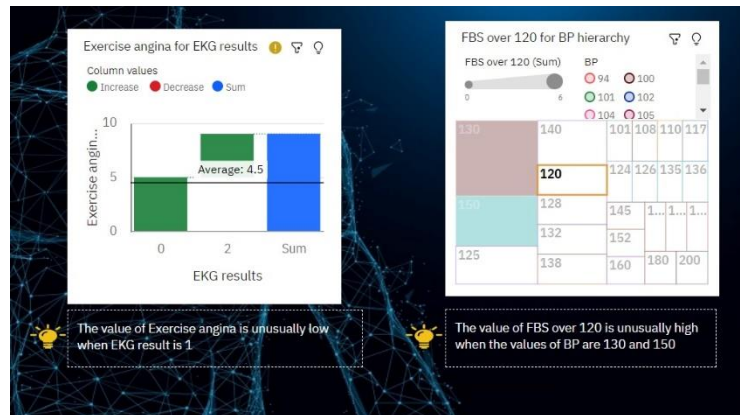 Exercise angina for EKG results
Column values
Increase Decrease Sum
10
5
0
Exercise angin...
Average: 4.5
0 2 Sum
EKG results
The value of Exercise angina is unusually low
when EKG result is 1
FBS over 120 for BP hierarchy
FBS over 120 (Sum) BP
0 6
94 100
101 102
104 105
130 140 101 108 110 117
120 124 126 135 136
150 128 145 1... 1... 1...
132 152
125 138 160 180 200
The value of FBS over 120 is unusually high
when the values of BP are 130 and 150